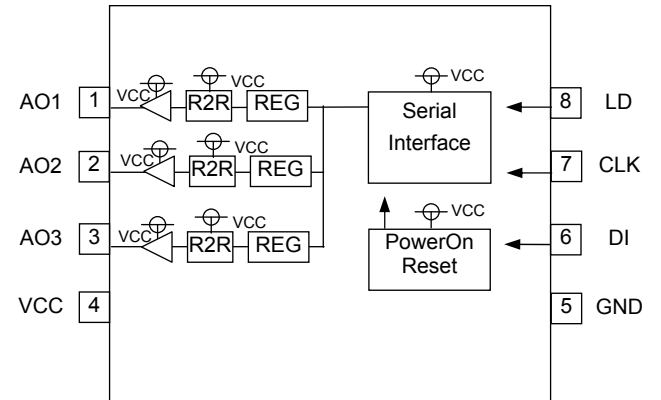 VCC
VCC
VCC
AO1 1 R2R REG Serial Interface 8 LD
VCC
VCC
AO2 2 R2R REG 7 CLK
VCC
VCC
VCC
AO3 3 R2R REG PowerOn Reset 6 DI
VCC 4 5 GND